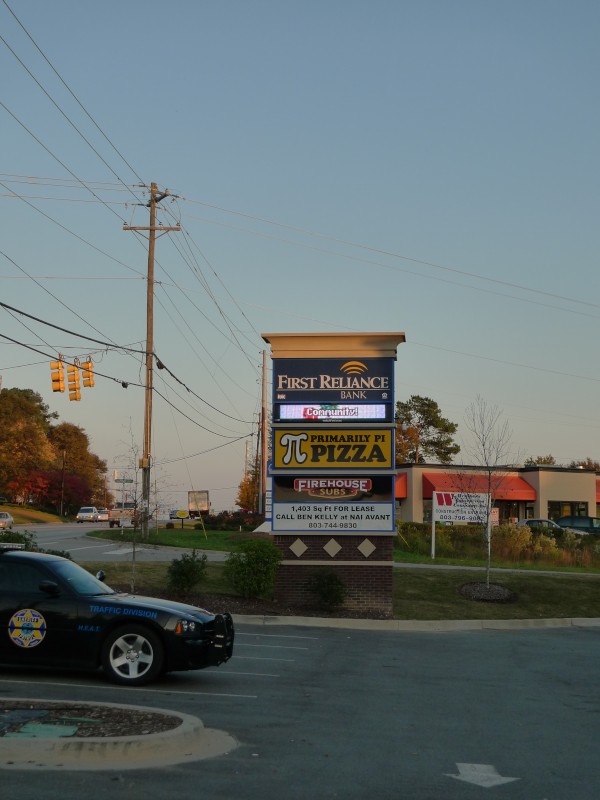 FIRST RELIANCE
BANK
Community!
π PRIMARILY PI
PIZZA
FIREHOUSE
SUBS
1,403 Sq Ft FOR LEASE
CALL BEN KELLY at NAI AVANT
803-744-9830
TRAFFIC DIVISION
H.E.A.T.